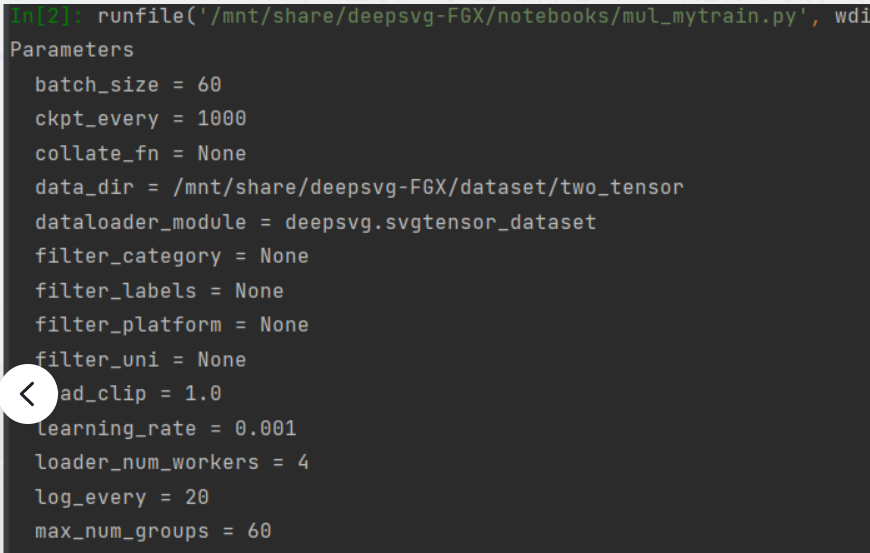 In[2]: runfile('/mnt/share/deepsvg-FGX/notebooks/mul_mytrain.py', wdi
Parameters
batch_size = 60
ckpt_every = 1000
collate_fn = None
data_dir = /mnt/share/deepsvg-FGX/dataset/two_tensor
dataloader_module = deepsvg.svgtensor_dataset
filter_category = None
filter_labels = None
filter_platform = None
filter_uni = None
ad_clip = 1.0
learning_rate = 0.001
loader_num_workers = 4
log_every = 20
max_num_groups = 60